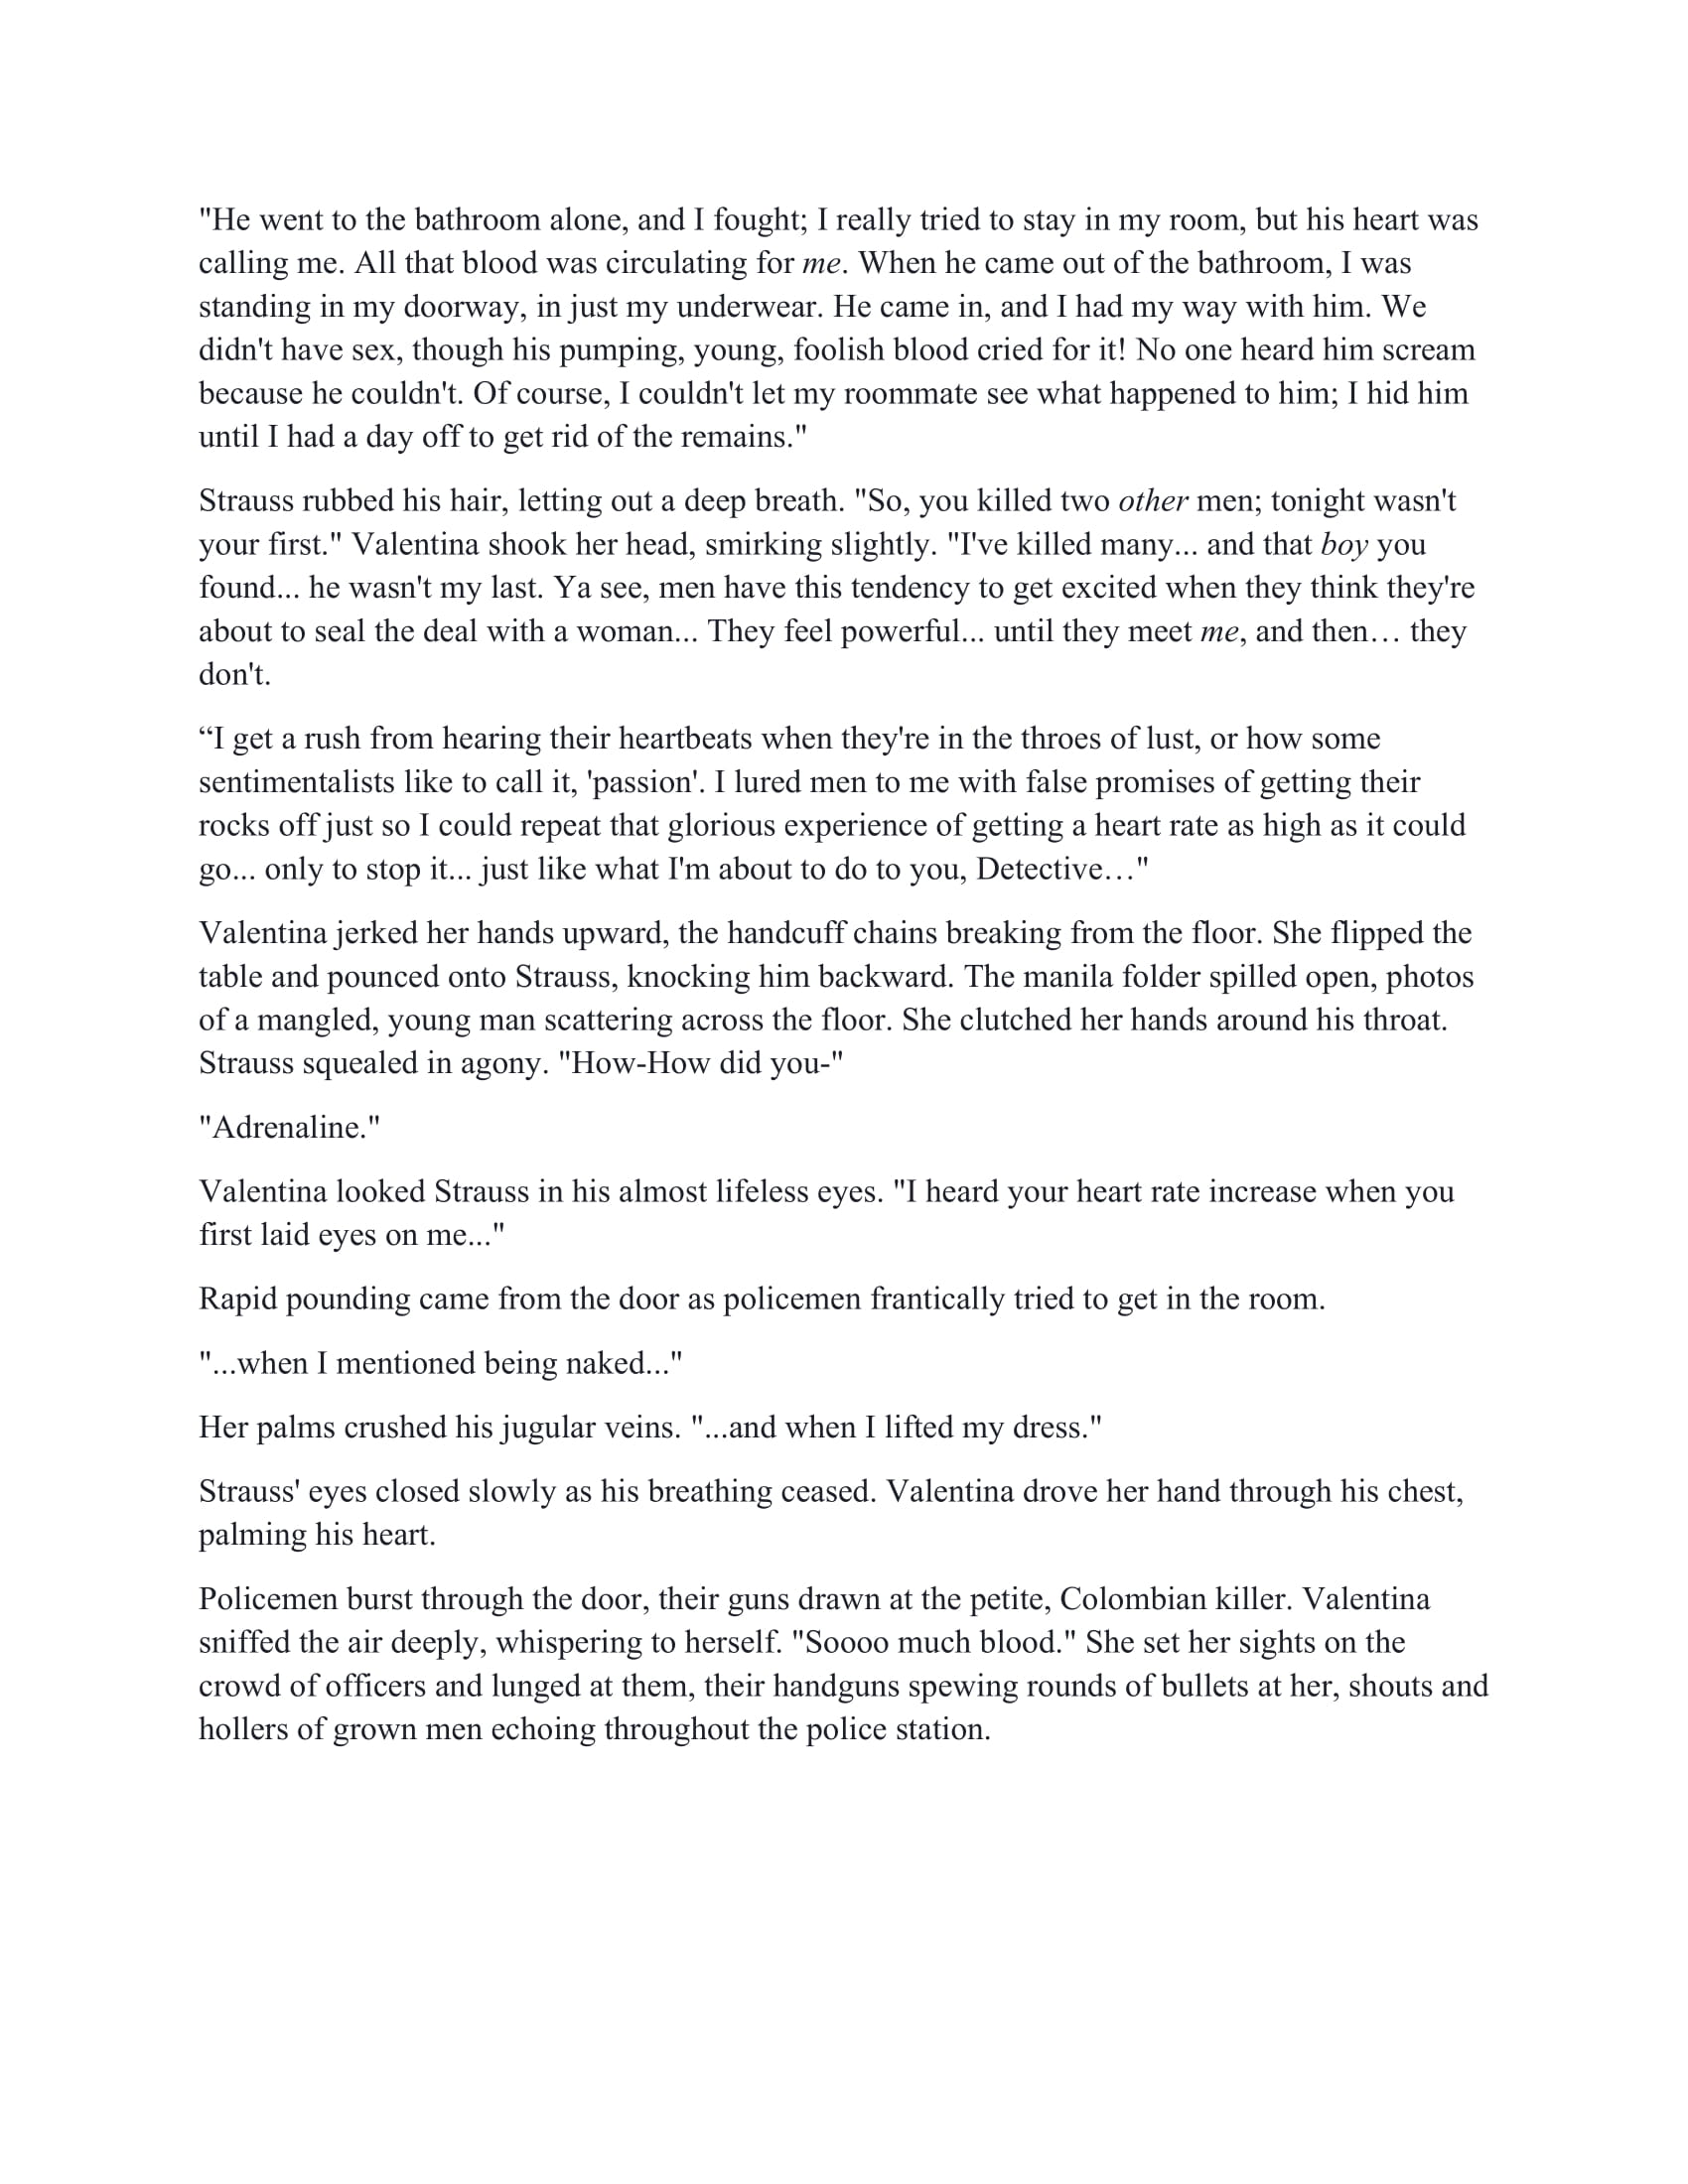 "He went to the bathroom alone, and I fought; I really tried to stay in my room, but his heart was
calling me. All that blood was circulating for me. When he came out of the bathroom, I was
standing in my doorway, in just my underwear. He came in, and I had my way with him. We
didn't have sex, though his pumping, young, foolish blood cried for it! No one heard him scream
because he couldn't. Of course, I couldn't let my roommate see what happened to him; I hid him
until I had a day off to get rid of the remains."
Strauss rubbed his hair, letting out a deep breath. "So, you killed two other men; tonight wasn't
your first." Valentina shook her head, smirking slightly. "I've killed many... and that boy you
found... he wasn't my last. Ya see, men have this tendency to get excited when they think they're
about to seal the deal with a woman... They feel powerful... until they meet me, and then… they
don't.
“I get a rush from hearing their heartbeats when they're in the throes of lust, or how some
sentimentalists like to call it, 'passion'. I lured men to me with false promises of getting their
rocks off just so I could repeat that glorious experience of getting a heart rate as high as it could
go... only to stop it... just like what I'm about to do to you, Detective…"
Valentina jerked her hands upward, the handcuff chains breaking from the floor. She flipped the
table and pounced onto Strauss, knocking him backward. The manila folder spilled open, photos
of a mangled, young man scattering across the floor. She clutched her hands around his throat.
Strauss squealed in agony. "How-How did you-"
"Adrenaline."
Valentina looked Strauss in his almost lifeless eyes. "I heard your heart rate increase when you
first laid eyes on me..."
Rapid pounding came from the door as policemen frantically tried to get in the room.
"...when I mentioned being naked..."
Her palms crushed his jugular veins. "...and when I lifted my dress."
Strauss' eyes closed slowly as his breathing ceased. Valentina drove her hand through his chest,
palming his heart.
Policemen burst through the door, their guns drawn at the petite, Colombian killer. Valentina
sniffed the air deeply, whispering to herself. "Soooo much blood." She set her sights on the
crowd of officers and lunged at them, their handguns spewing rounds of bullets at her, shouts and
hollers of grown men echoing throughout the police station.